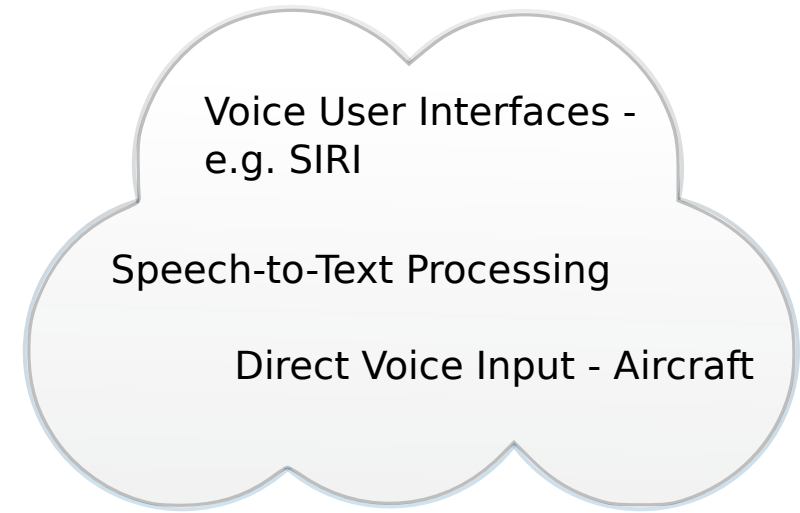 Voice User Interfaces -
e.g. SIRI
Speech-to-Text Processing
Direct Voice Input - Aircraft